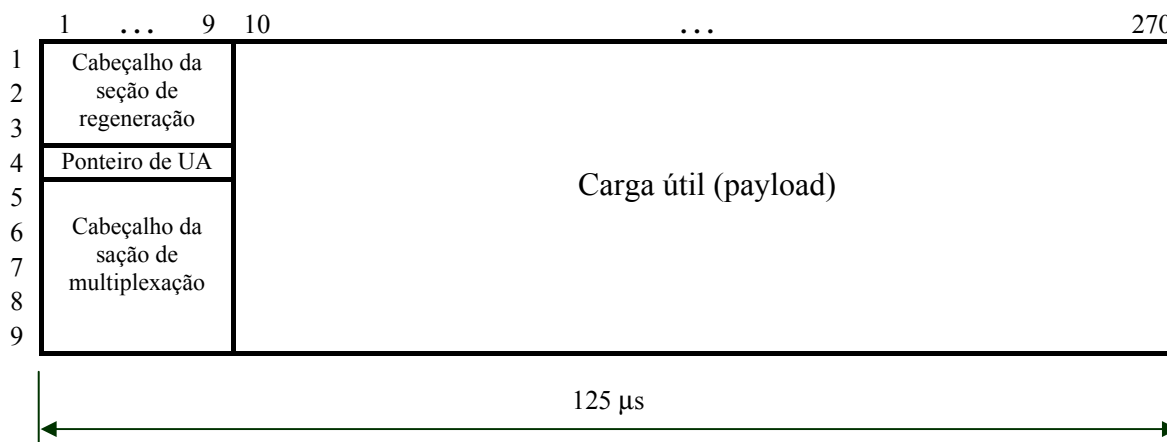 1 ... 9 10 ... 270
1
2
3
4
5
6
7
8
9
Cabeçalho da
seção de
regeneração
Ponteiro de UA
Cabeçalho da
sação de
multiplexação
Carga útil (payload)
125 µs